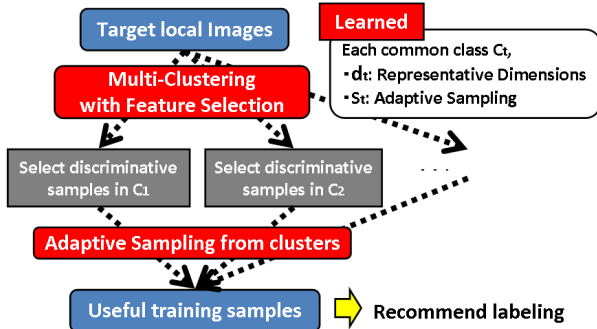 Target local Images
Learned
Each common class Ct,
・dt: Representative Dimensions
・St: Adaptive Sampling
Multi-Clustering
with Feature Selection
Select discriminative
samples in C1
Select discriminative
samples in C2
. . .
Adaptive Sampling from clusters
Useful training samples
Recommend labeling